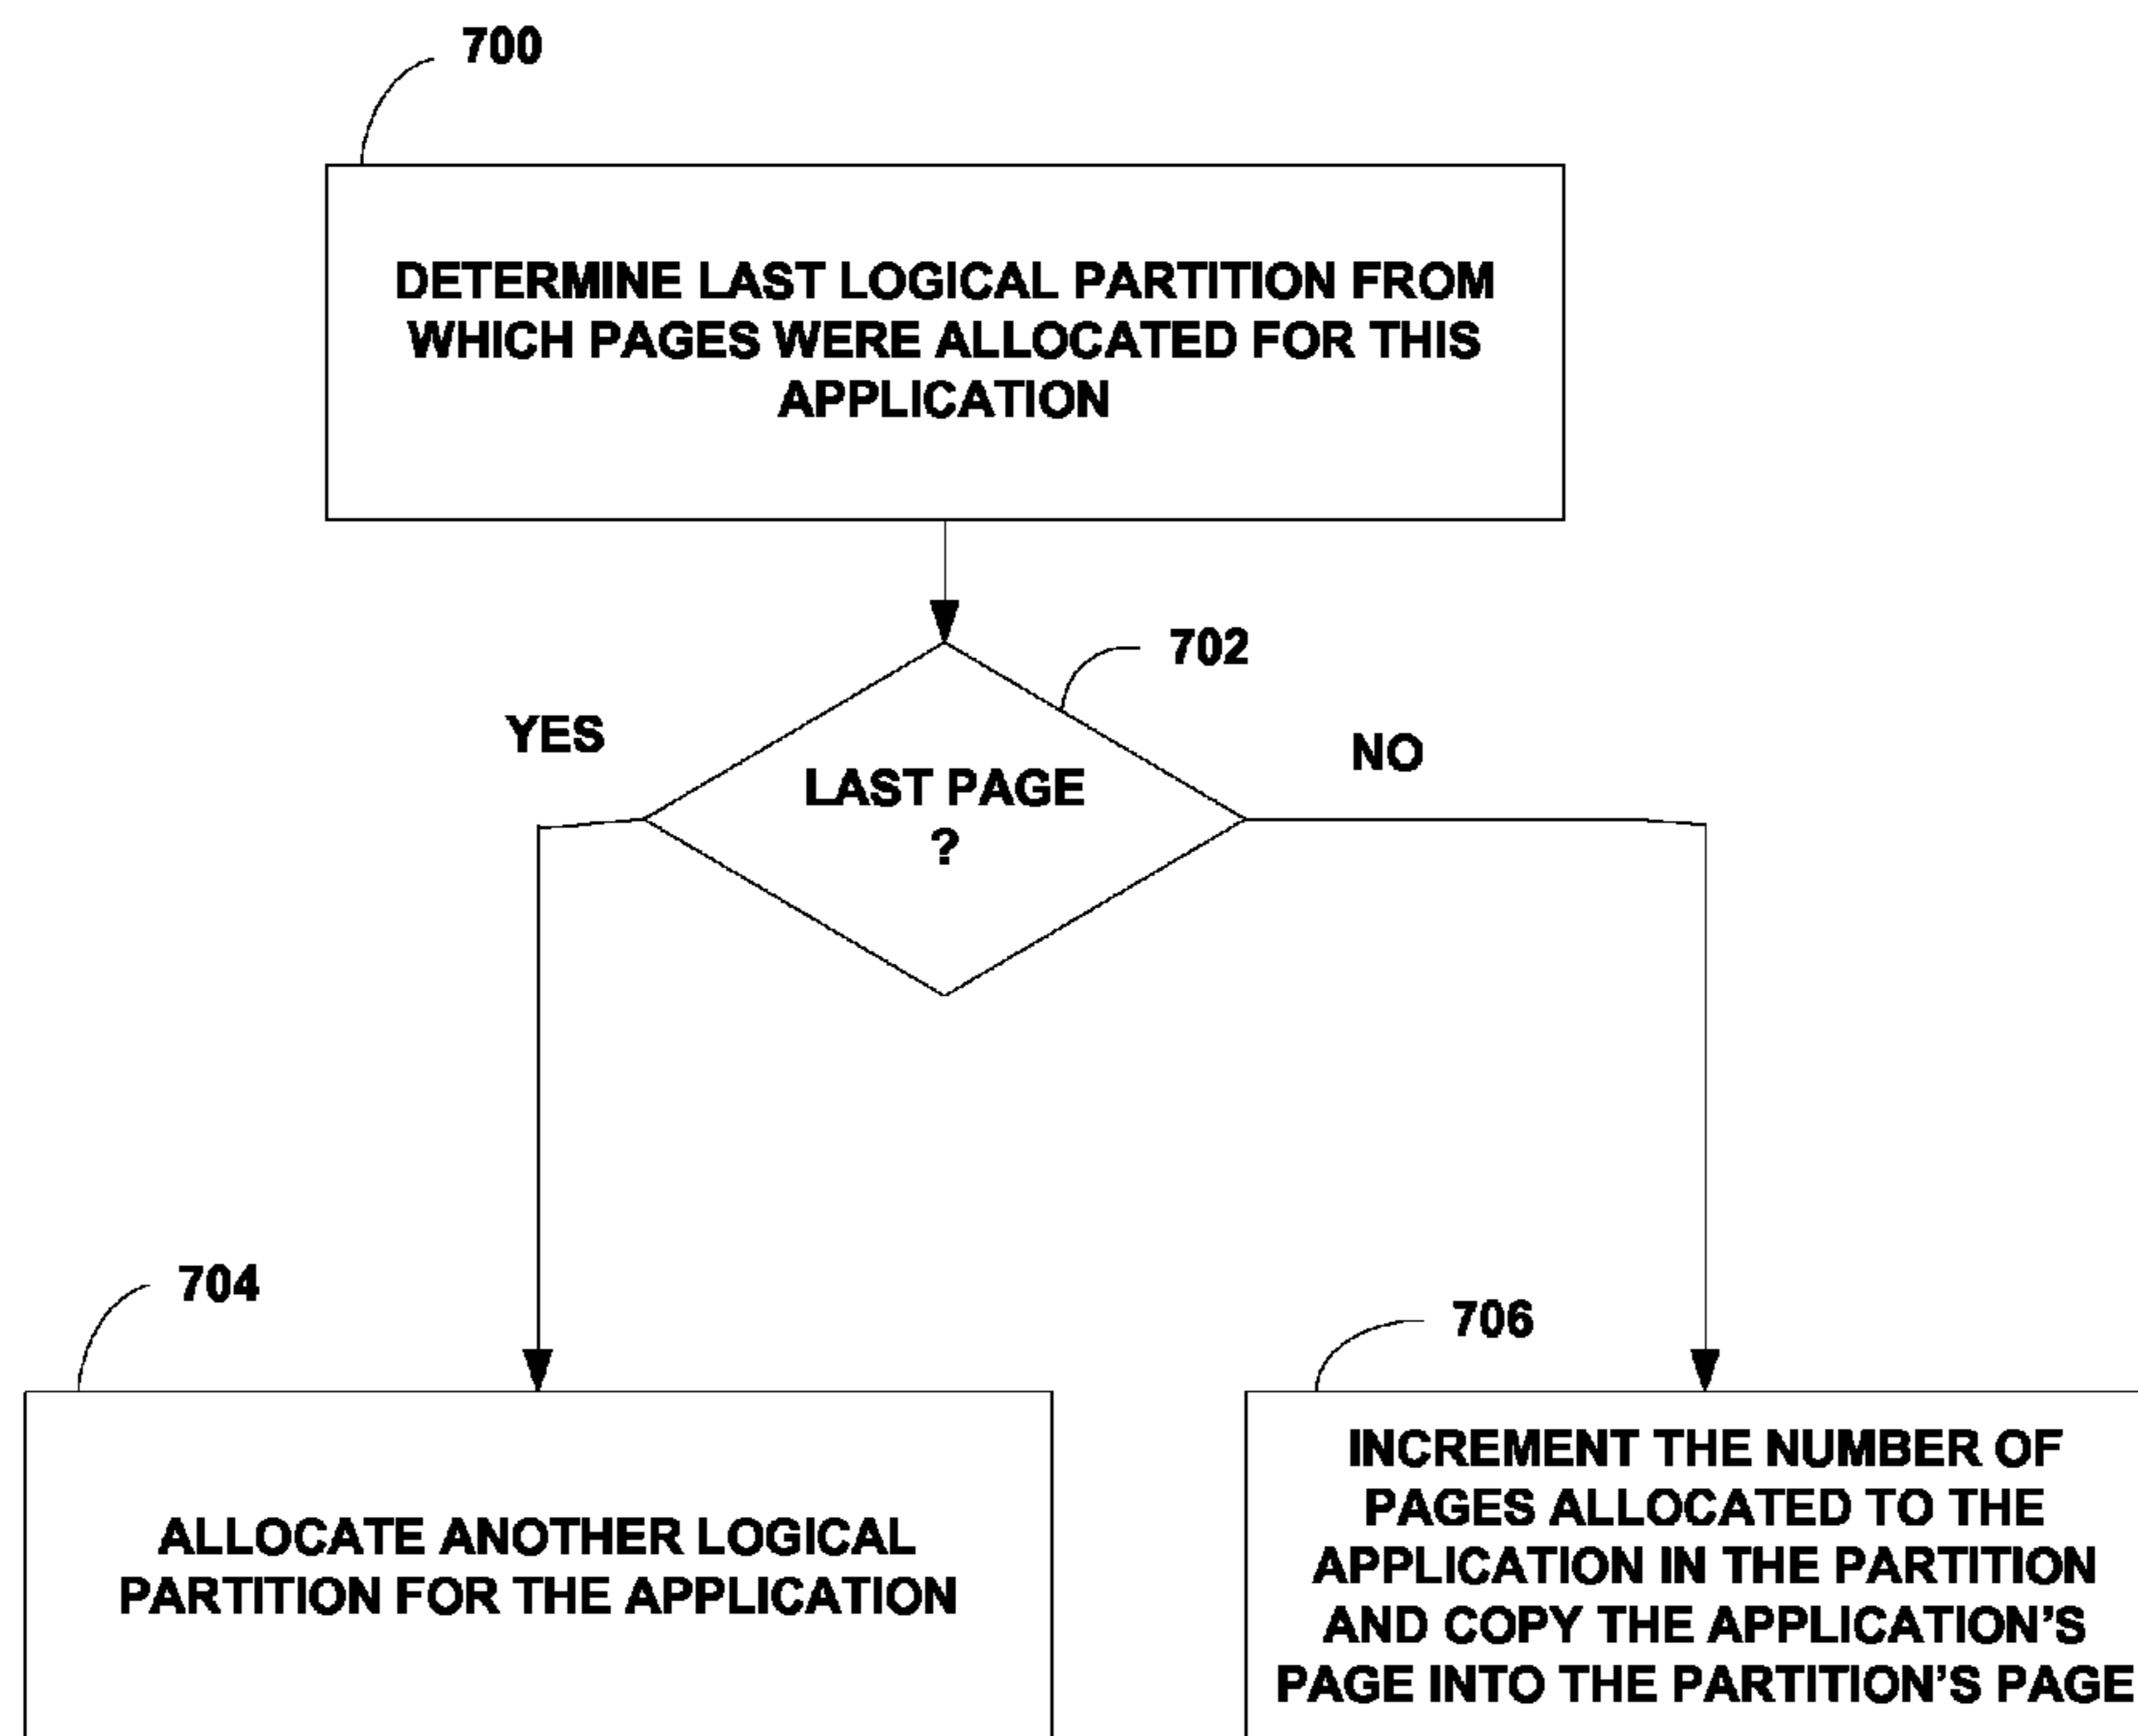 700
DETERMINE LAST LOGICAL PARTITION FROM
WHICH PAGES WERE ALLOCATED FOR THIS
APPLICATION
702
YES
NO
LAST PAGE
?
704
706
ALLOCATE ANOTHER LOGICAL
PARTITION FOR THE APPLICATION
INCREMENT THE NUMBER OF
PAGES ALLOCATED TO THE
APPLICATION IN THE PARTITION
AND COPY THE APPLICATION'S
PAGE INTO THE PARTITION'S PAGE